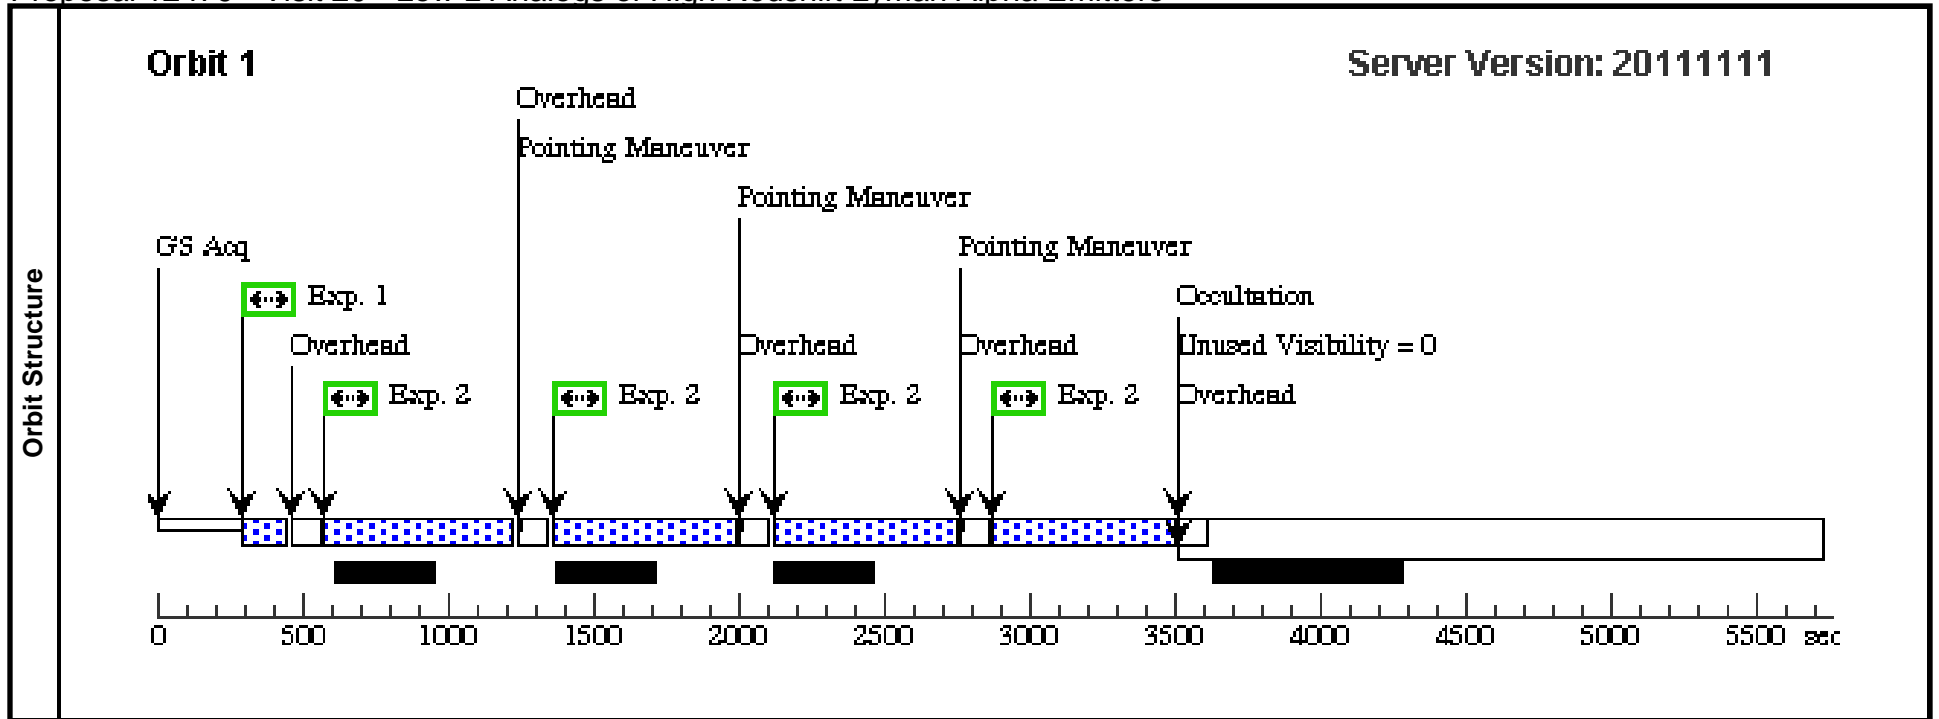 Orbit 1
Server Version: 20111111
Overhead
Pointing Maneuver
Pointing Maneuver
GS Acq
Pointing Maneuver
Exp. 1
Occultation
Overhead
Overhead
Overhead
Unused Visibility = 0
Exp. 2
Exp. 2
Exp. 2
Exp. 2
Overhead
Orbit Structure
0 500 1000 1500 2000 2500 3000 3500 4000 4500 5000 5500 sec